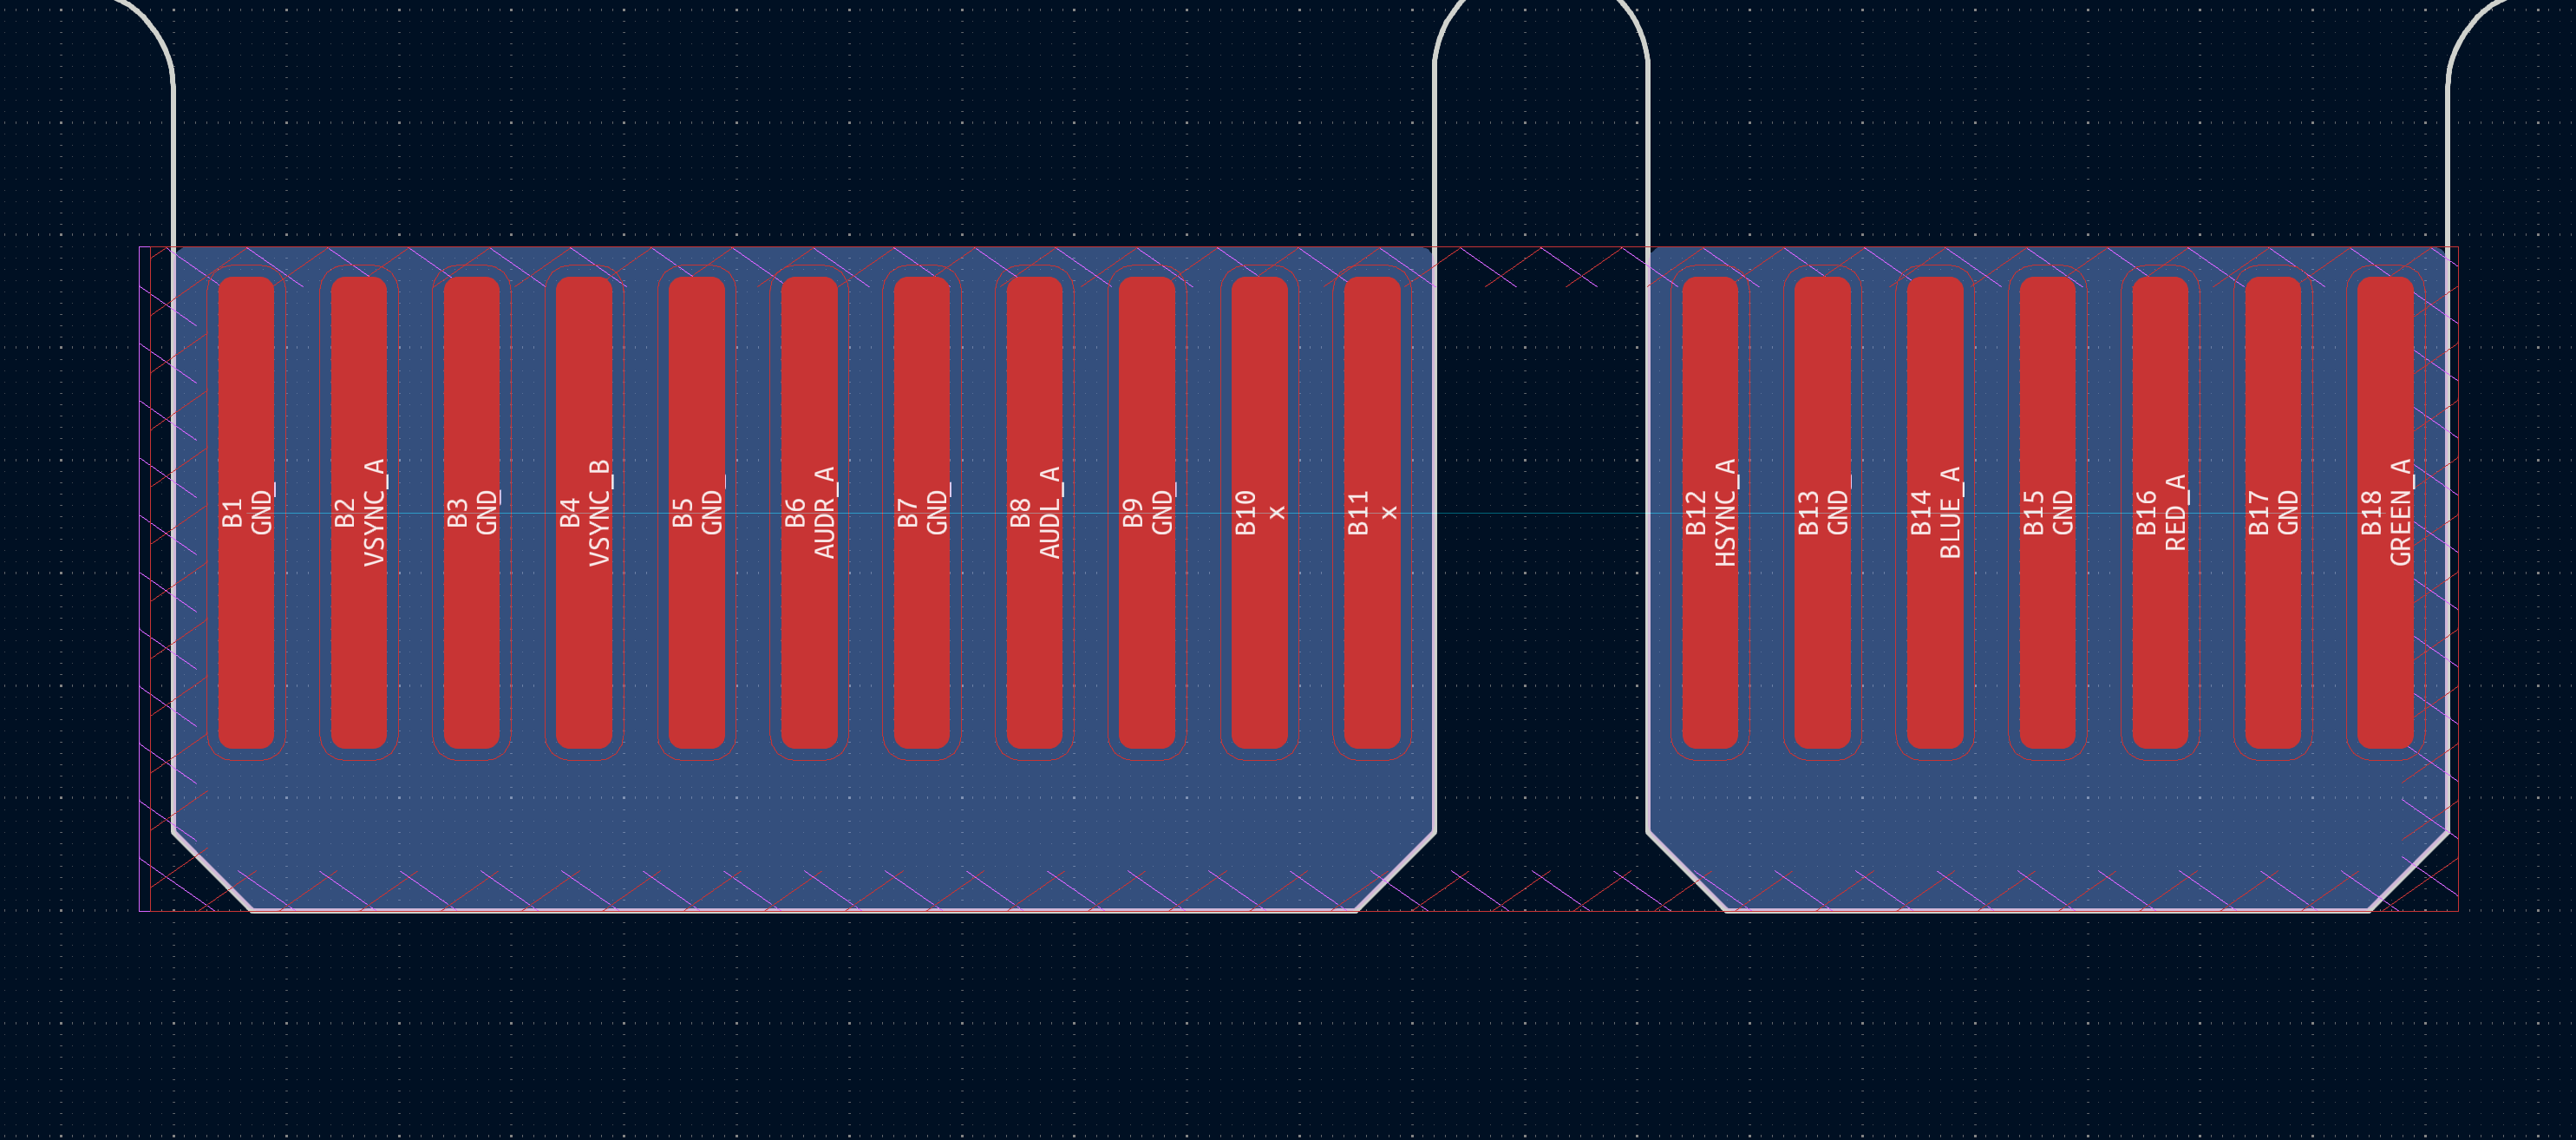 B1
GND_
B2
VSYNC_A
B3
GND_
B4
VSYNC_B
B5
GND_
B6
AUDR_A
B7
GND_
B8
AUDL_A
B9
GND_
B10
x
B11
x
B12
HSYNC_A
B13
GND_
B14
BLUE_A
B15
GND
B16
RED_A
B17
GND
B18
GREEN_A